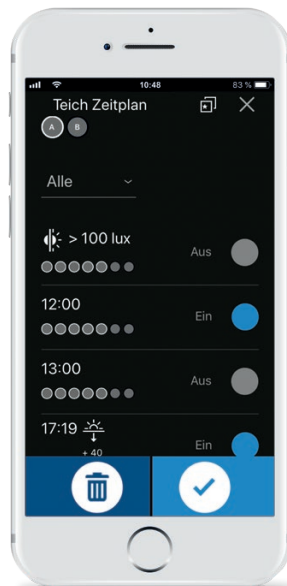 10:48
83 %
Teich Zeitplan
A B
Alle
> 100 lux
Aus
12:00
Ein
13:00
Aus
17:19
Ein
+ 40